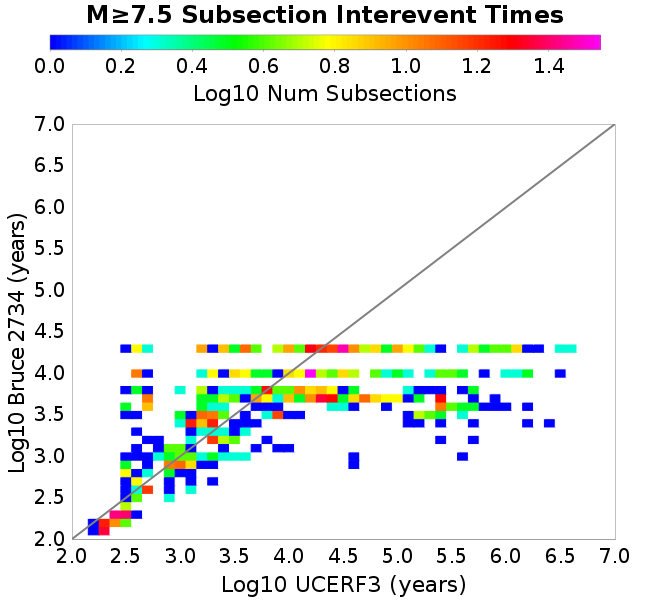 M≥7.5 Subsection Interevent Times
0.0 0.2 0.4 0.6 0.8 1.0 1.2 1.4
Log10 Num Subsections
7.0
6.5
6.0
5.5
5.0
4.5
4.0
3.5
3.0
2.5
2.0
Log10 Bruce 2734 (years)
2.0 2.5 3.0 3.5 4.0 4.5 5.0 5.5 6.0 6.5 7.0
Log10 UCERF3 (years)